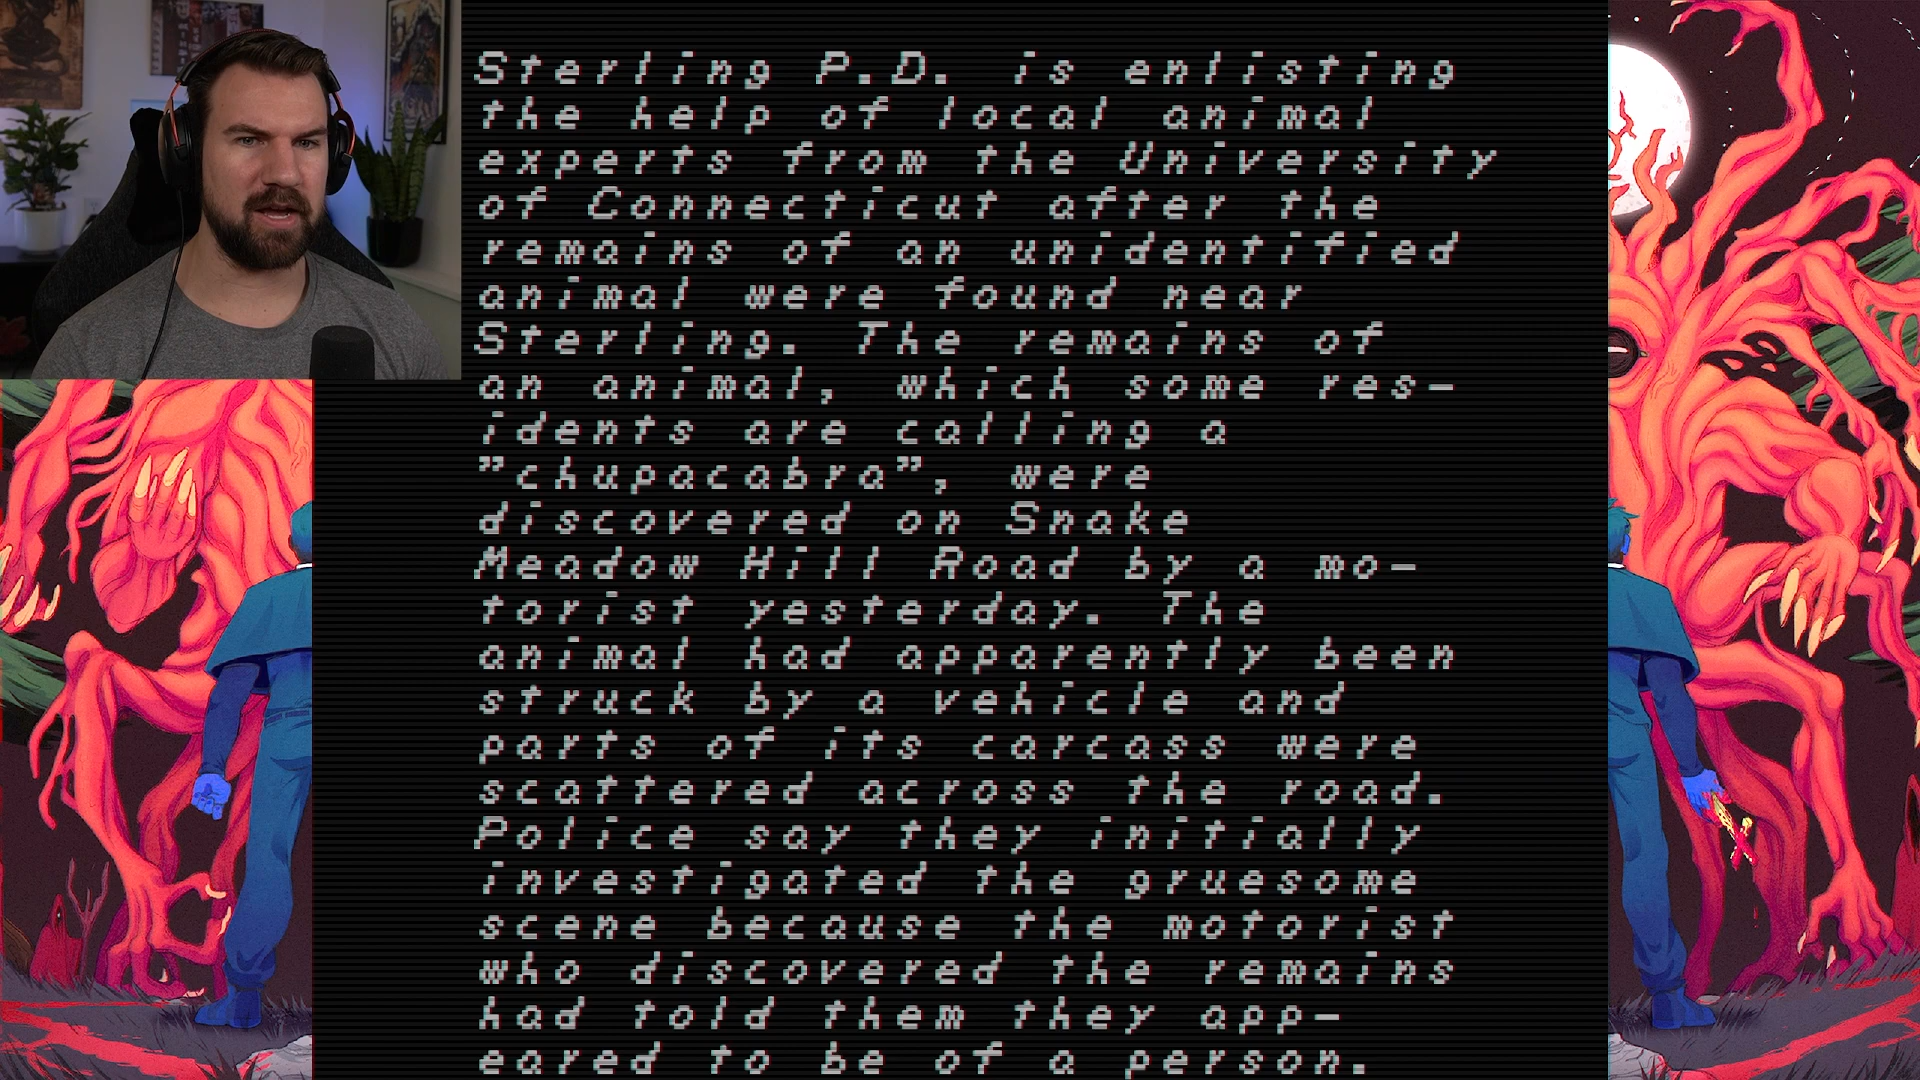 Sterling P.D. is enlisting
the help of local animal
experts from the University
of Connecticut after the
remains of an unidentified
animal were found near
Sterling. The remains of
an animal, which some res-
idents are calling a
"chupacabra", were
discovered on Snake
Meadow Hill Road by a mo-
torist yesterday. The
animal had apparently been
struck by a vehicle and
parts of its carcass were
scattered across the road.
Police say they initially
investigated the gruesome
scene because the motorist
who discovered the remains
had told them they app-
eared to be of a person.